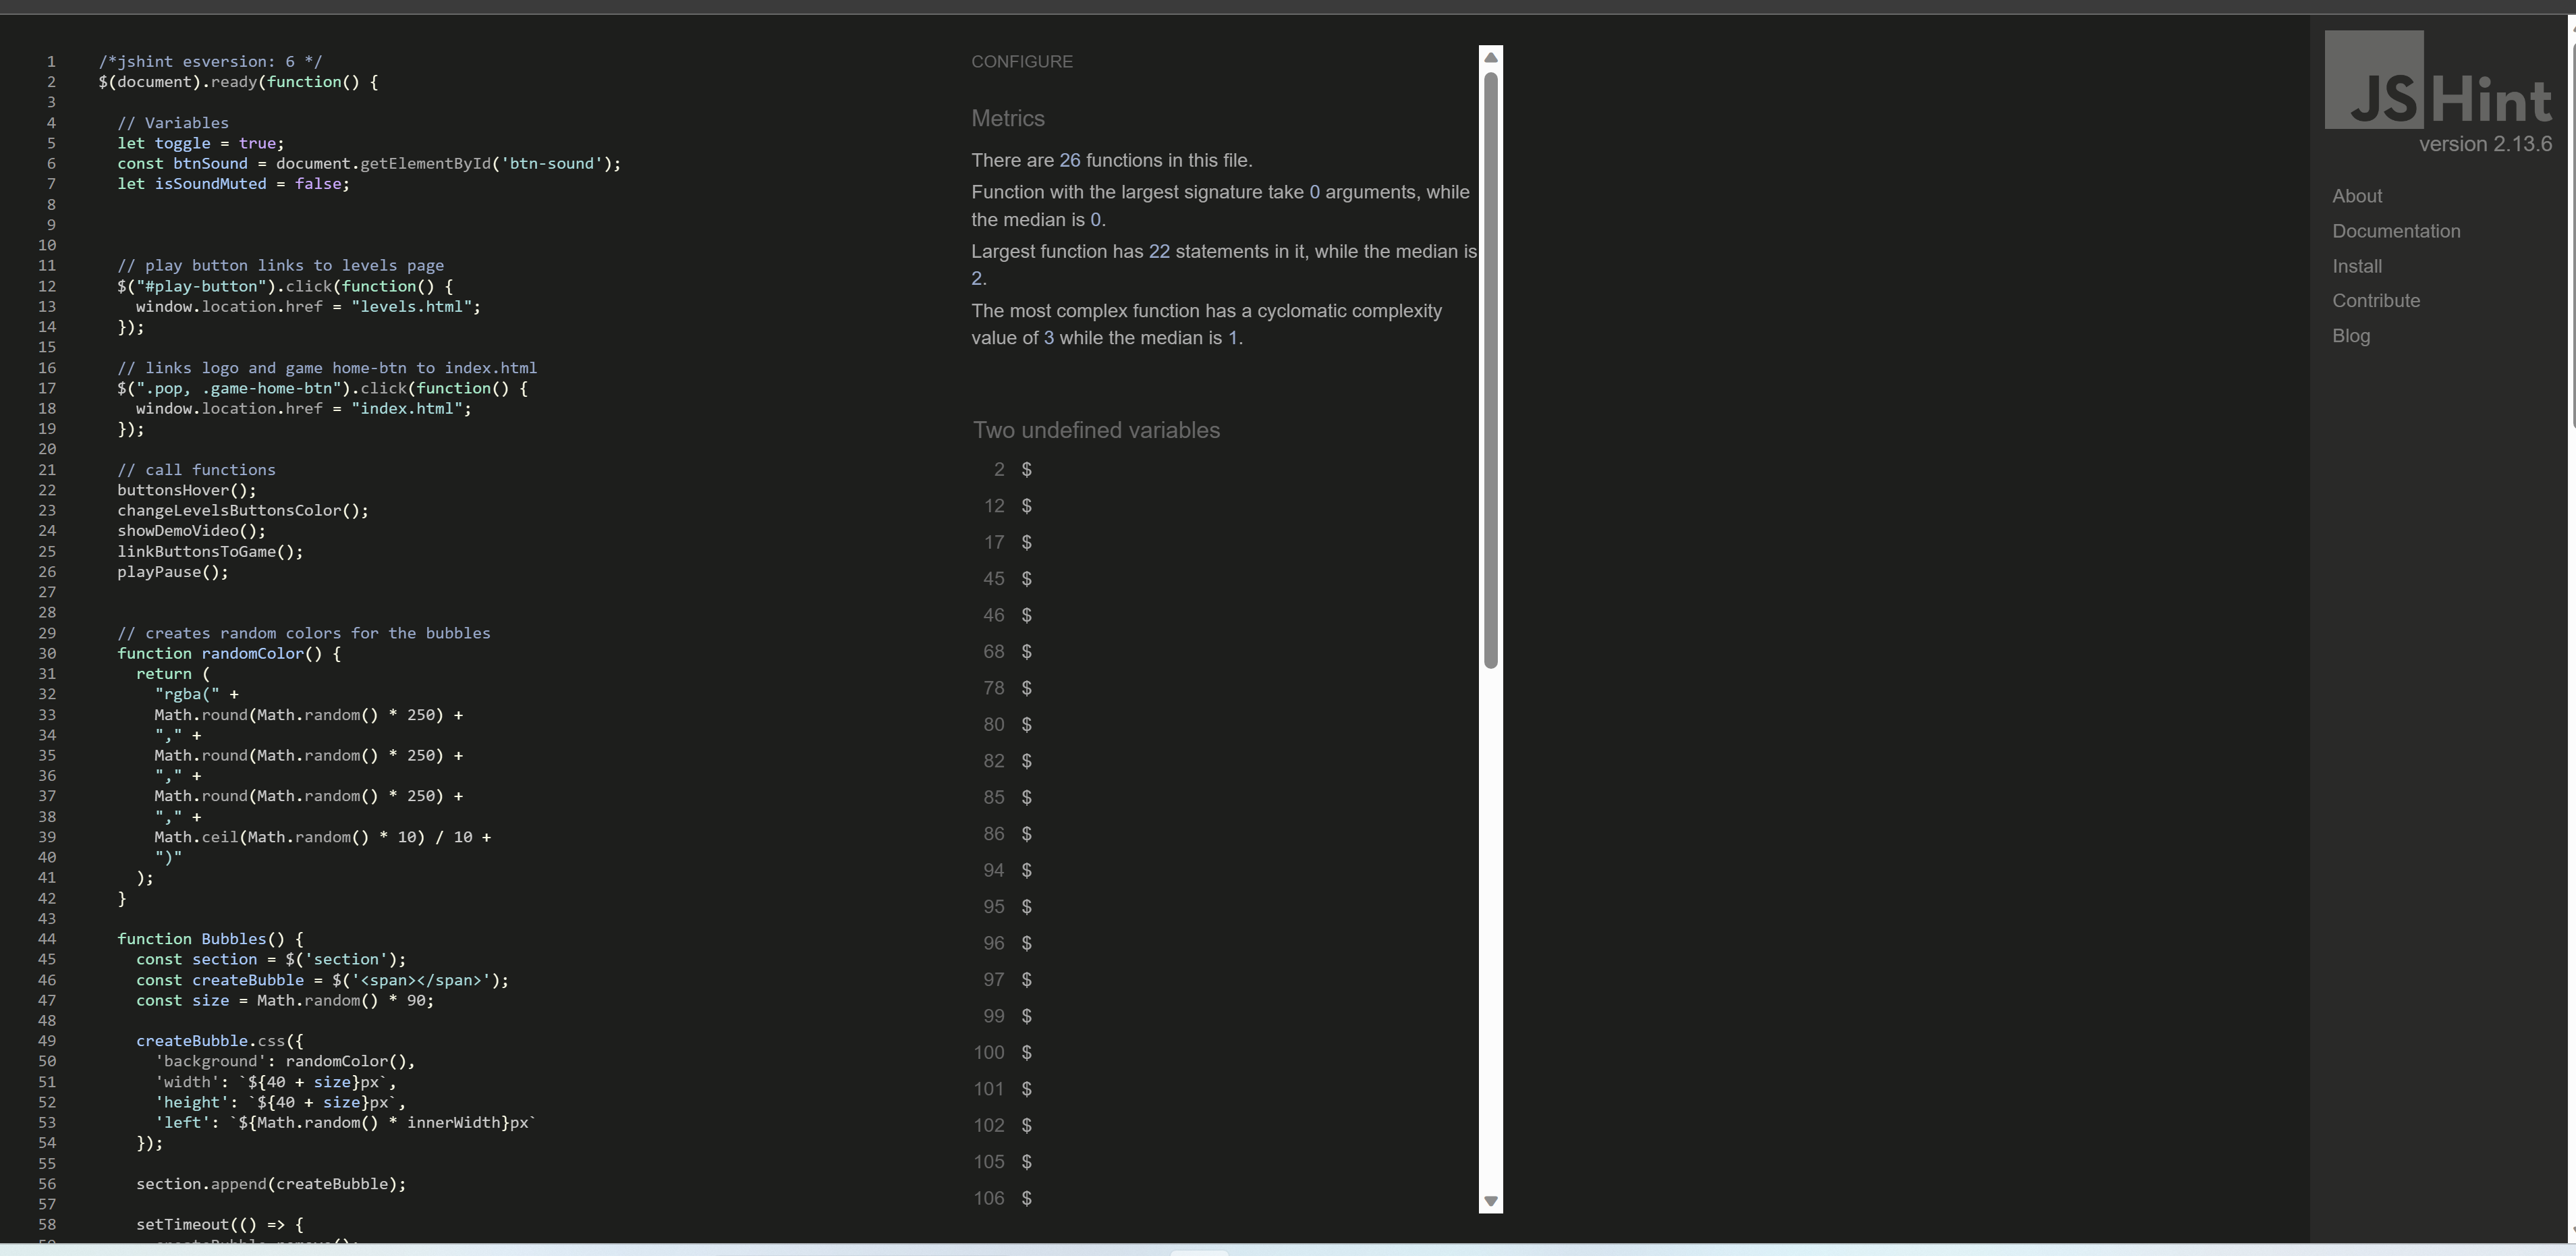 1 /*jshint esversion: 6 */
2 $(document).ready(function() {
3
4 // Variables
5 let toggle = true;
6 const btnSound = document.getElementById('btn-sound');
7 let isSoundMuted = false;
8
9
10
11 // play button links to levels page
12 $("#play-button").click(function() {
13 window.location.href = "levels.html";
14 });
15
16 // links logo and game home-btn to index.html
17 $(".pop, .game-home-btn").click(function() {
18 window.location.href = "index.html";
19 });
20
21 // call functions
22 buttonsHover();
23 changeLevelsButtonsColor();
24 showDemoVideo();
25 linkButtonsToGame();
26 playPause();
27
28
29 // creates random colors for the bubbles
30 function randomColor() {
31 return (
32 "rgba(" +
33 Math.round(Math.random() * 250) +
34 "," +
35 Math.round(Math.random() * 250) +
36 "," +
37 Math.round(Math.random() * 250) +
38 "," +
39 Math.ceil(Math.random() * 10) / 10 +
40 ")"
41 );
42 }
43
44 function Bubbles() {
45 const section = $('section');
46 const createBubble = $('<span></span>');
47 const size = Math.random() * 90;
48
49 createBubble.css({
50 'background': randomColor(),
51 'width': `${40 + size}px`,
52 'height': `${40 + size}px`,
53 'left': `${Math.random() * innerWidth}px`
54 });
55
56 section.append(createBubble);
57
58 setTimeout(() => {
CONFIGURE
Metrics
There are 26 functions in this file.
Function with the largest signature take 0 arguments, while
the median is 0.
Largest function has 22 statements in it, while the median is
2.
The most complex function has a cyclomatic complexity
value of 3 while the median is 1.
Two undefined variables
2 $
12 $
17 $
45 $
46 $
68 $
78 $
80 $
82 $
85 $
86 $
94 $
95 $
96 $
97 $
99 $
100 $
101 $
102 $
105 $
106 $
JSHint
version 2.13.6
About
Documentation
Install
Contribute
Blog